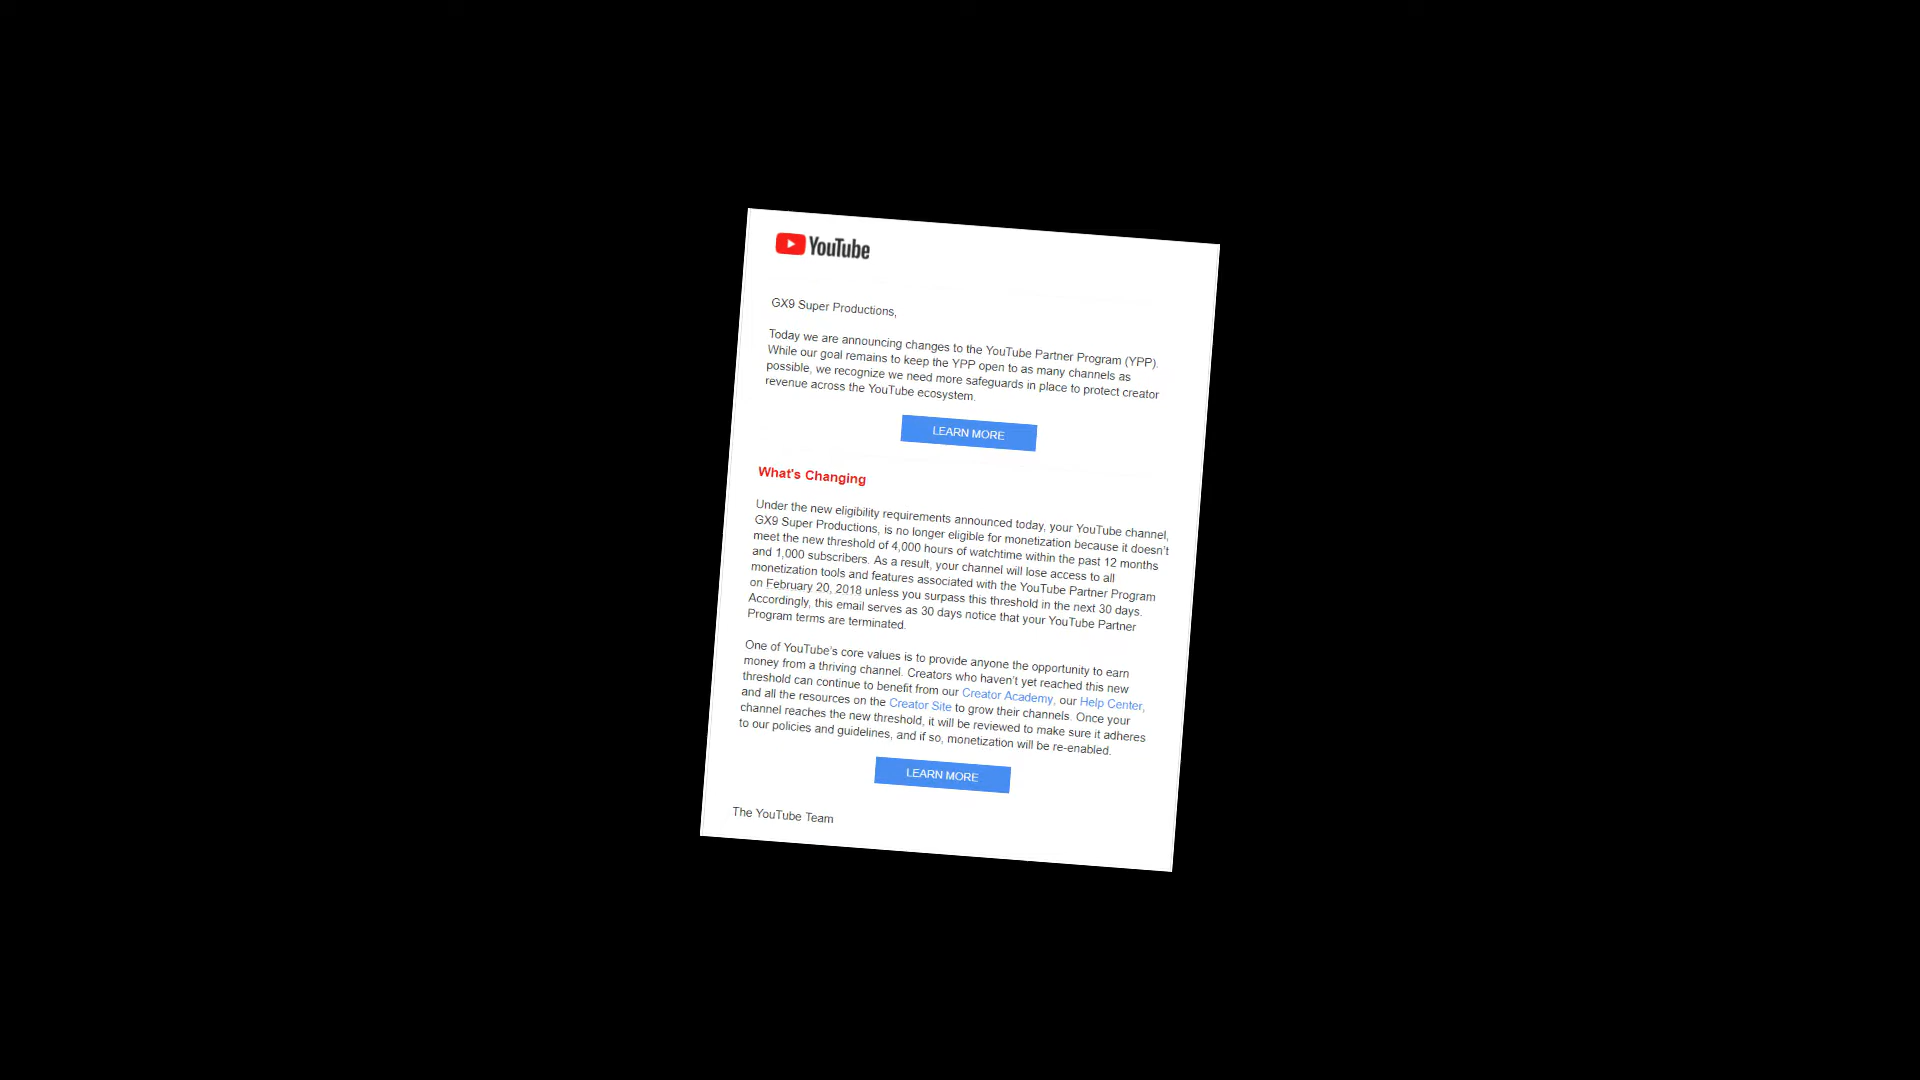 YouTube
GX9 Super Productions,
Today we are announcing changes to the YouTube Partner Program (YPP).
While our goal remains to keep the YPP open to as many channels as
possible, we recognize we need more safeguards in place to protect creator
revenue across the YouTube ecosystem.
LEARN MORE
What's Changing
Under the new eligibility requirements announced today, your YouTube channel,
GX9 Super Productions, is no longer eligible for monetization because it doesn’t
meet the new threshold of 4,000 hours of watchtime within the past 12 months
and 1,000 subscribers. As a result, your channel will lose access to all
monetization tools and features associated with the YouTube Partner Program
on February 20, 2018 unless you surpass this threshold in the next 30 days.
Accordingly, this email serves as 30 days notice that your YouTube Partner
Program terms are terminated.
One of YouTube’s core values is to provide anyone the opportunity to earn
money from a thriving channel. Creators who haven’t yet reached this new
threshold can continue to benefit from our Creator Academy, our Help Center,
and all the resources on the Creator Site to grow their channels. Once your
channel reaches the new threshold, it will be reviewed to make sure it adheres
to our policies and guidelines, and if so, monetization will be re-enabled.
LEARN MORE
The YouTube Team